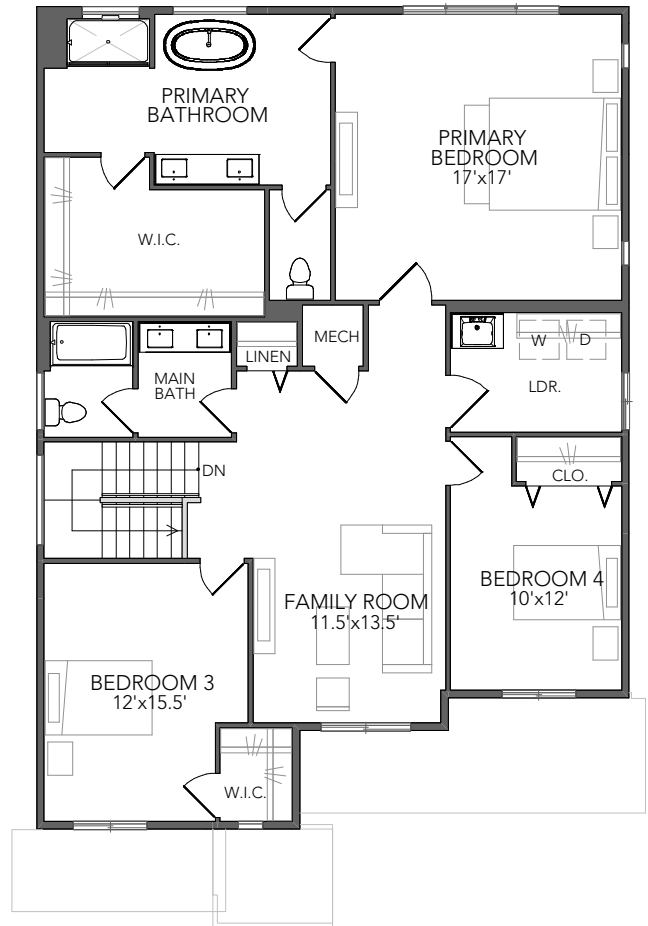 PRIMARY
BATHROOM
PRIMARY
BEDROOM
17'x17'
W.I.C.
MECH
LINEN
W
D
MAIN
BATH
LDR.
DN
CLO.
FAMILY ROOM
11.5'x13.5'
BEDROOM 4
10'x12'
BEDROOM 3
12'x15.5'
W.I.C.